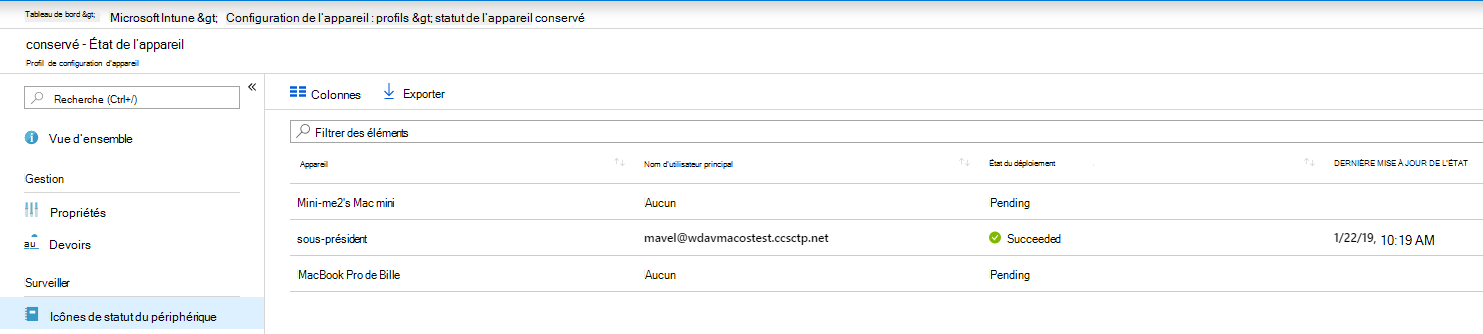 Tableau de bord &gt; Microsoft Intune &gt; Configuration de l'appareil : profils &gt; statut de l'appareil conservé
conservé - État de l'appareil
Profil de configuration d'appareil
Recherche (Ctrl+/)
«
Vue d'ensemble
Gestion
Propriétés
au
Devoirs
Surveiller
Icônes de statut du périphérique
Colonnes Exporter
Filtrer des éléments
Appareil Nom d'utilisateur principal État du déploiement DERNIÈRE MISE À JOUR DE L'ÉTAT
Mini-me2's Mac mini Aucun Pending
sous-président mavel@wdavmacostest.ccsctp.net Succeeded 1/22/19, 10:19 AM
MacBook Pro de Bille Aucun Pending